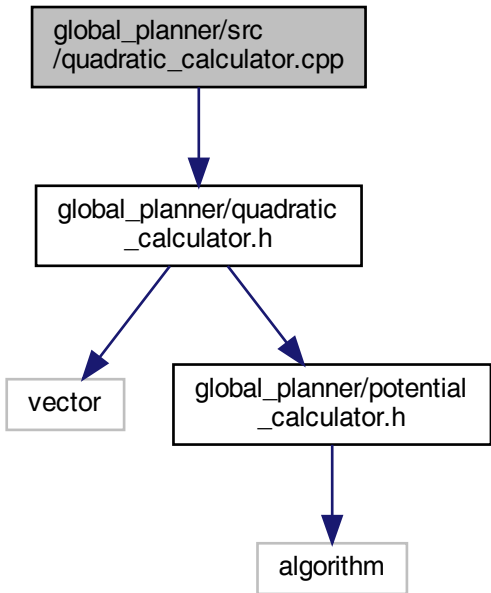 global_planner/src
/quadratic_calculator.cpp
global_planner/quadratic
_calculator.h
vector
global_planner/potential
_calculator.h
algorithm